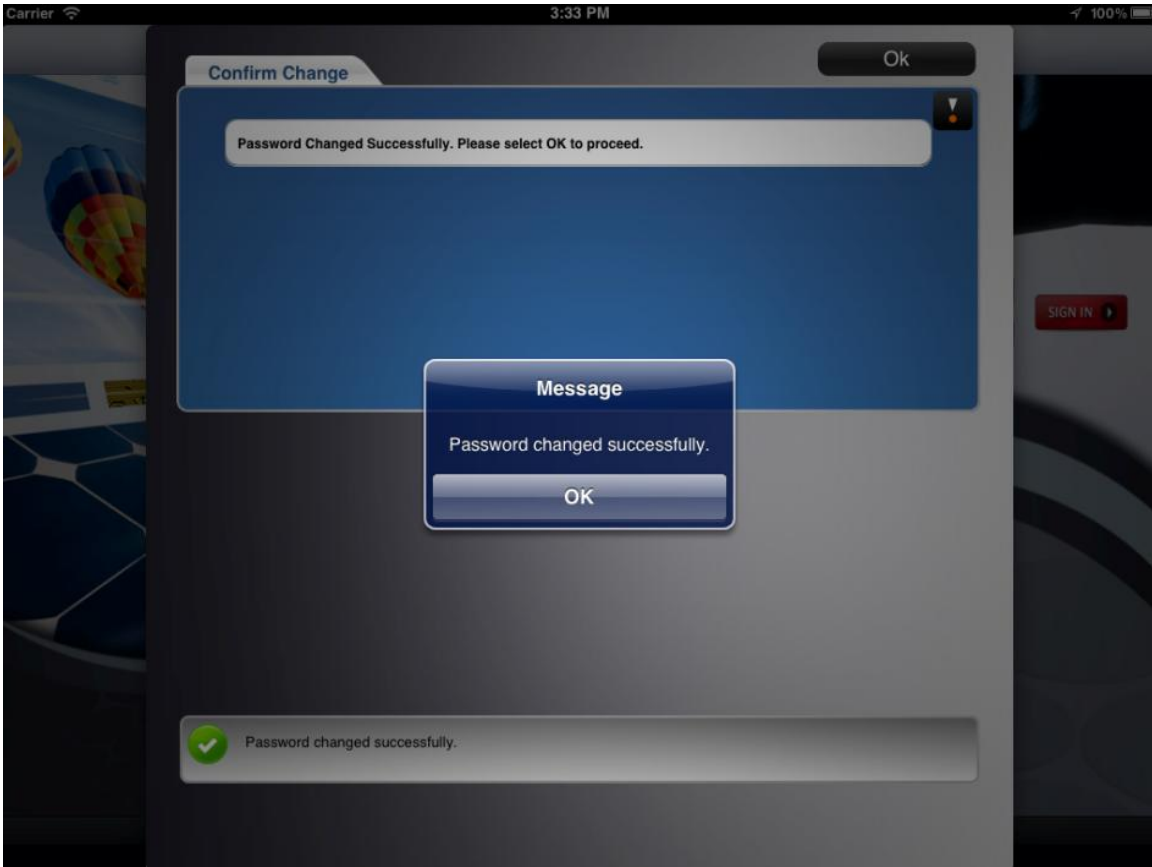 Carrier 3:33 PM 100%
Ok
Confirm Change
Password Changed Successfully. Please select OK to proceed.
SIGN IN
Message
Password changed successfully.
OK
Password changed successfully.